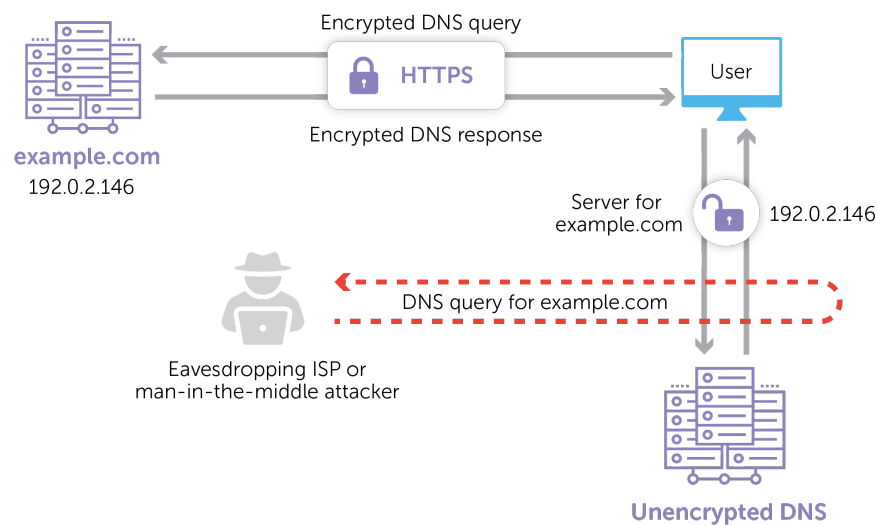 Encrypted DNS query
HTTPS
User
Encrypted DNS response
example.com
192.0.2.146
Server for
example.com
192.0.2.146
DNS query for example.com
Eavesdropping ISP or
man-in-the-middle attacker
Unencrypted DNS